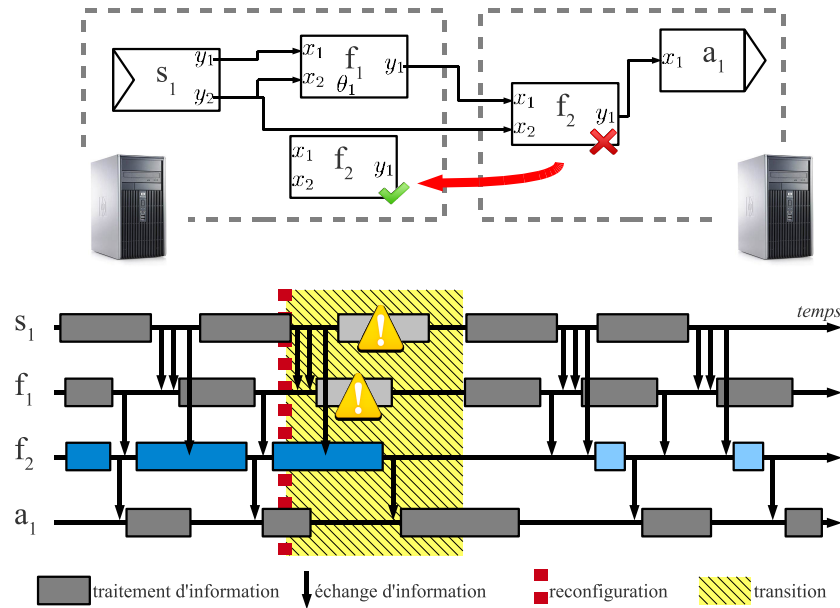 s₁ y₁ y₂
x₁ x₂ f₁ θ₁ y₁
x₁ x₂ f₂ y₁
x₁ a₁
x₁ x₂ f₂ y₁
temps
s₁
f₁
f₂
a₁
traitement d'information
échange d'information
reconfiguration
transition